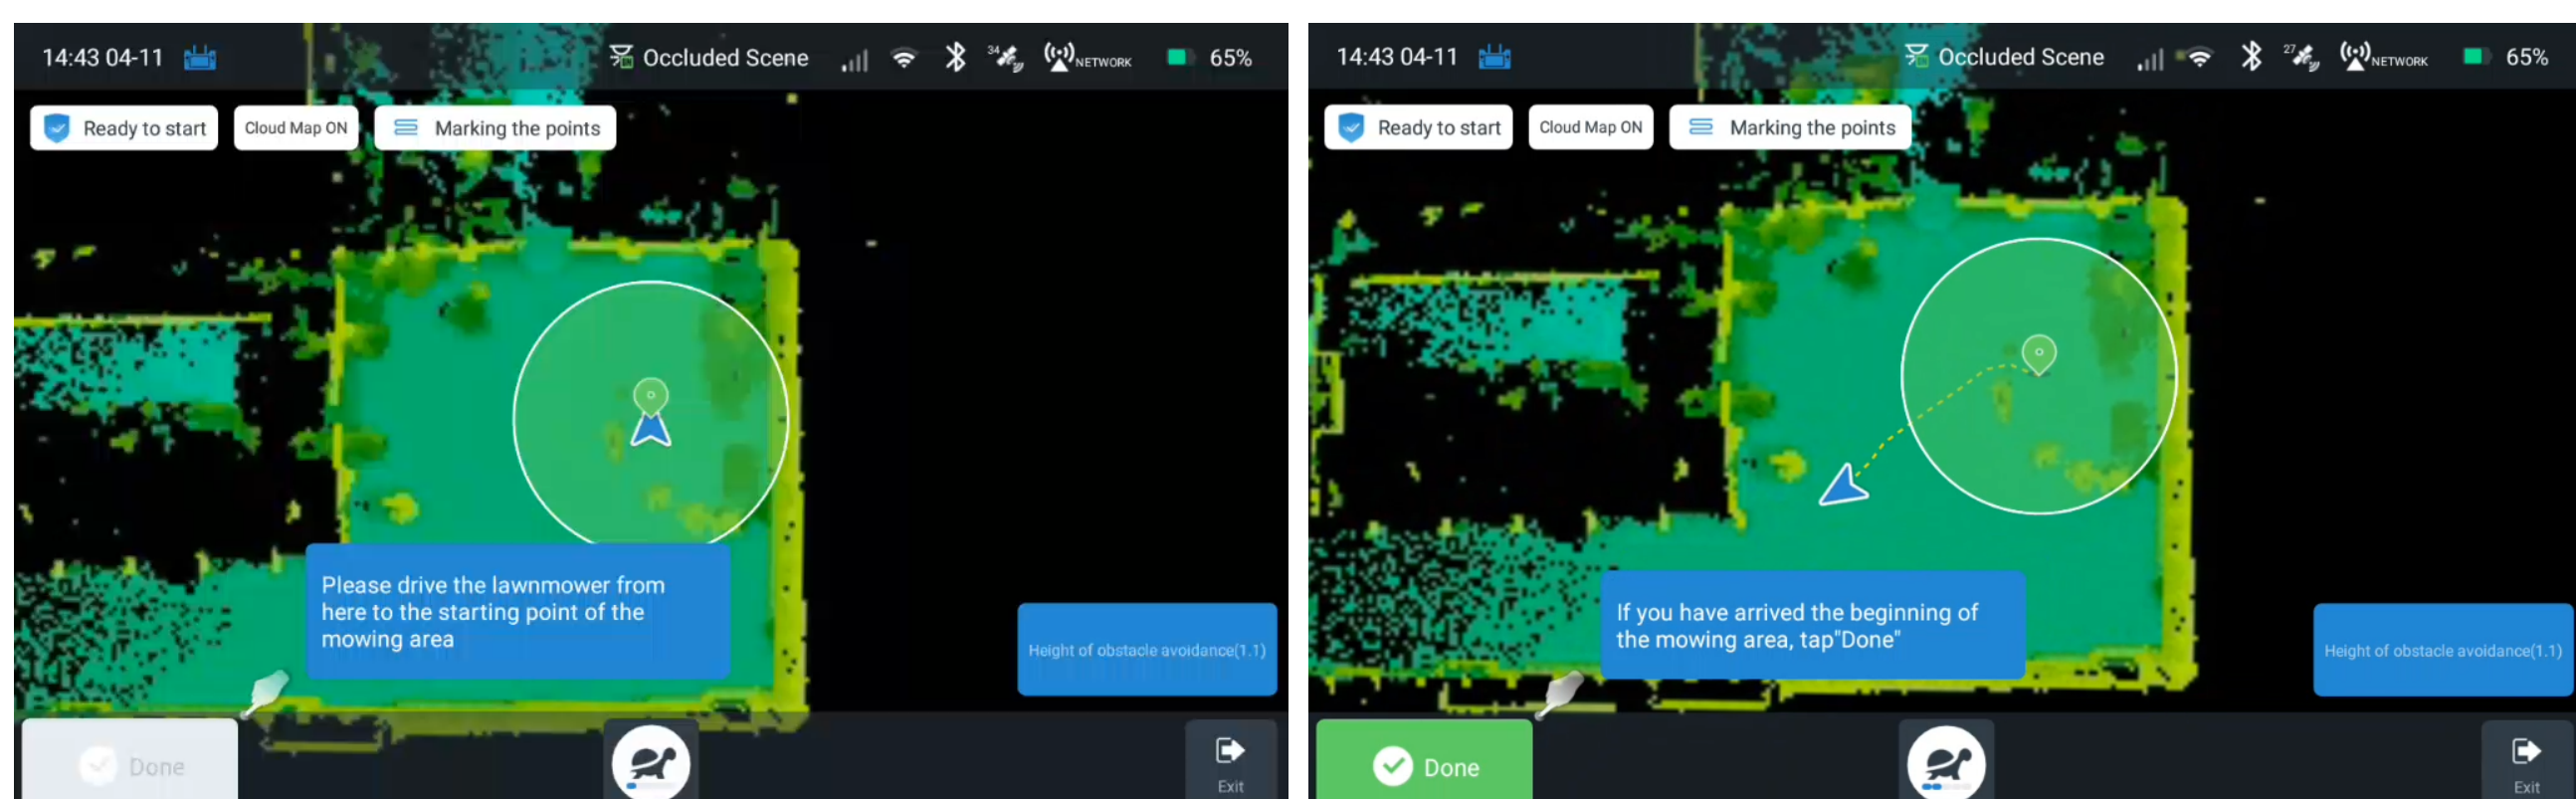 14:43 04-11
Occluded Scene
34
NETWORK
65%
Ready to start
Cloud Map ON
Marking the points
Please drive the lawnmower from
here to the starting point of the
mowing area
Height of obstacle avoidance(1.1)
Done
Exit
14:43 04-11
Occluded Scene
27
NETWORK
65%
Ready to start
Cloud Map ON
Marking the points
If you have arrived the beginning of
the mowing area, tap"Done"
Height of obstacle avoidance(1.1)
Done
Exit